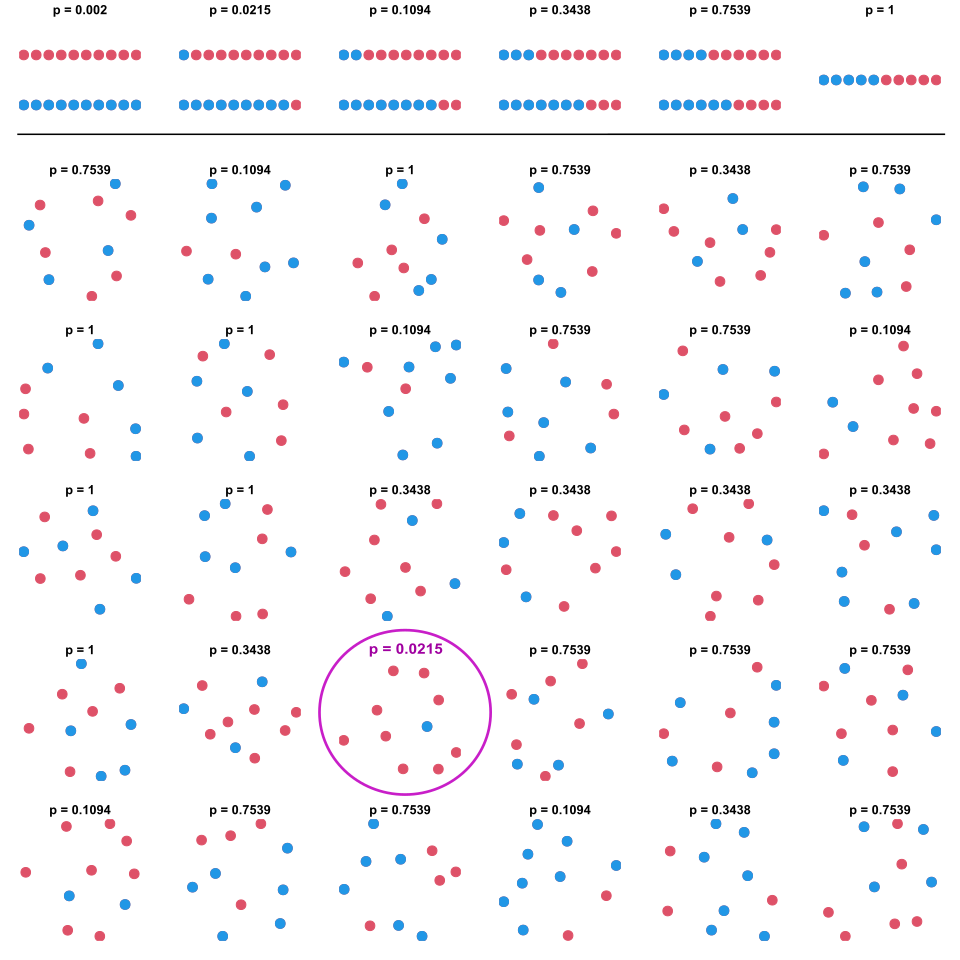 p = 0.002 p = 0.0215 p = 0.1094 p = 0.3438 p = 0.7539 p = 1
p = 0.7539 p = 0.1094 p = 1 p = 0.7539 p = 0.3438 p = 0.7539
p = 1 p = 1 p = 0.1094 p = 0.7539 p = 0.7539 p = 0.1094
p = 1 p = 1 p = 0.3438 p = 0.3438 p = 0.3438 p = 0.3438
p = 1 p = 0.3438 p = 0.0215 p = 0.7539 p = 0.7539 p = 0.7539
p = 0.1094 p = 0.7539 p = 0.7539 p = 0.1094 p = 0.3438 p = 0.7539